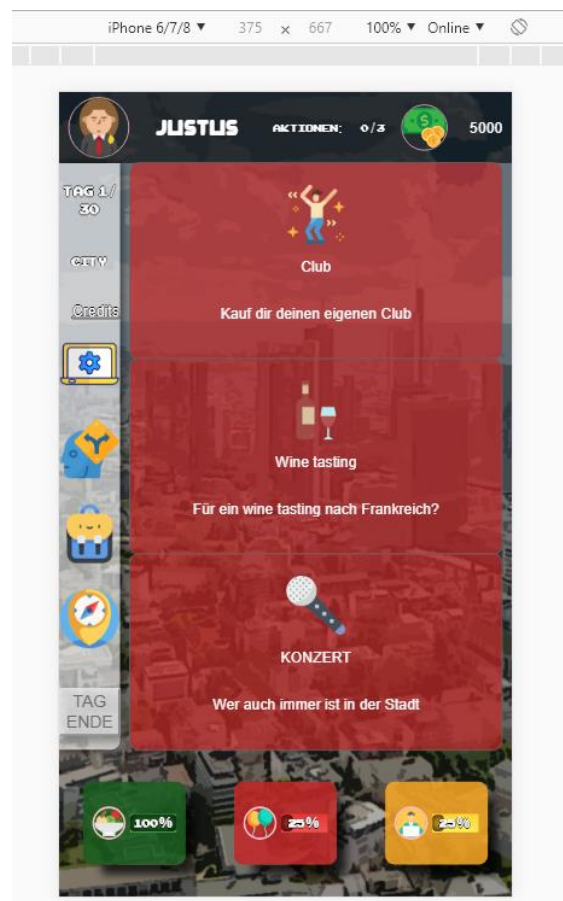 iPhone 6/7/8 ▼ 375 x 667 100% ▼ Online ▼
JUSTUS AKTIONEN: 0/3 5000
TAG 1/
30
CITY
Credits
Club
Kauf dir deinen eigenen Club
Wine tasting
Für ein wine tasting nach Frankreich?
KONZERT
Wer auch immer ist in der Stadt
TAG
ENDE
100% 25% 25%